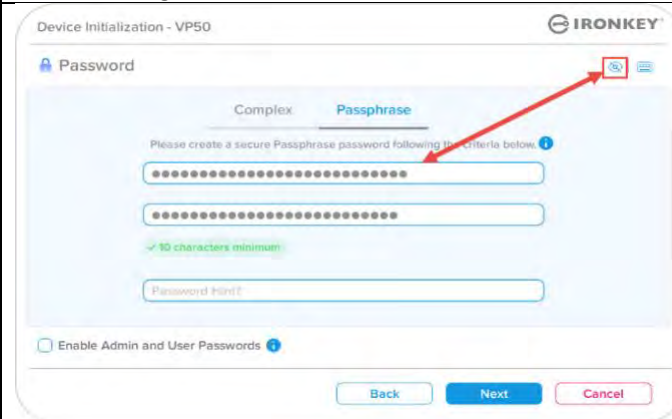 Device Initialization - VP50
IRONKEY
Password
Complex Passphrase
Please create a secure Passphrase password following the criteria below.
✓ 10 characters minimum
Password Hint?
Enable Admin and User Passwords
Back Next Cancel